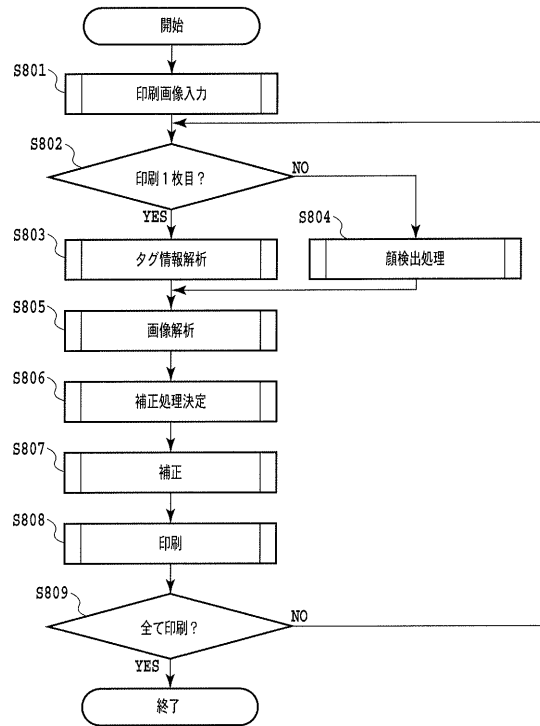 開始
S801
印刷画像入力
S802
印刷1枚目?
NO
YES
S803
タグ情報解析
S804
顔検出処理
S805
画像解析
S806
補正処理決定
S807
補正
S808
印刷
S809
全て印刷?
NO
YES
終了